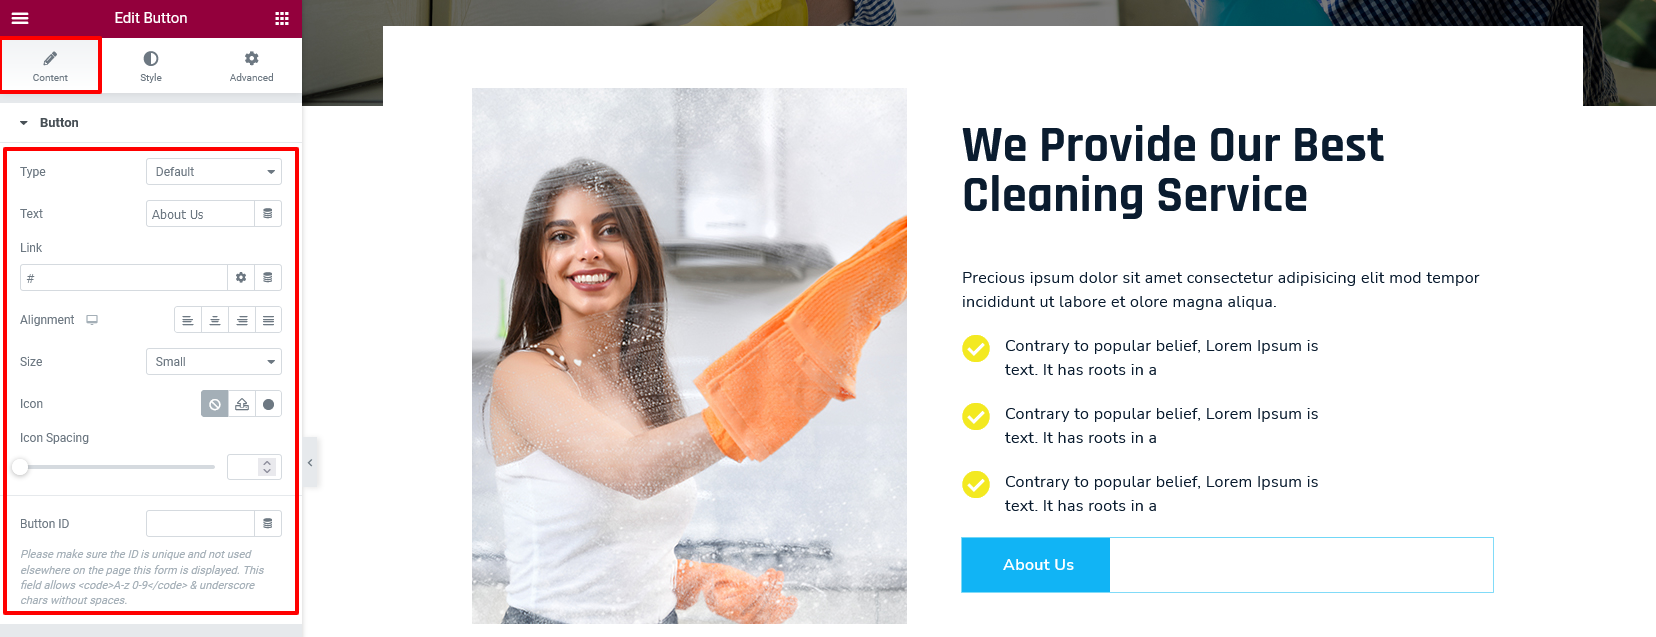 Edit Button
Content
Style
Advanced
Button
Type
Default
Text
About Us
Link
#
Alignment
Size
Small
Icon
Icon Spacing
Button ID
Please make sure the ID is unique and not used
elsewhere on the page this form is displayed. This
field allows <code>A-z 0-9</code> & underscore
chars without spaces.
We Provide Our Best
Cleaning Service
Precious ipsum dolor sit amet consectetur adipisicing elit mod tempor
incididunt ut labore et olore magna aliqua.
Contrary to popular belief, Lorem Ipsum is
text. It has roots in a
Contrary to popular belief, Lorem Ipsum is
text. It has roots in a
Contrary to popular belief, Lorem Ipsum is
text. It has roots in a
About Us